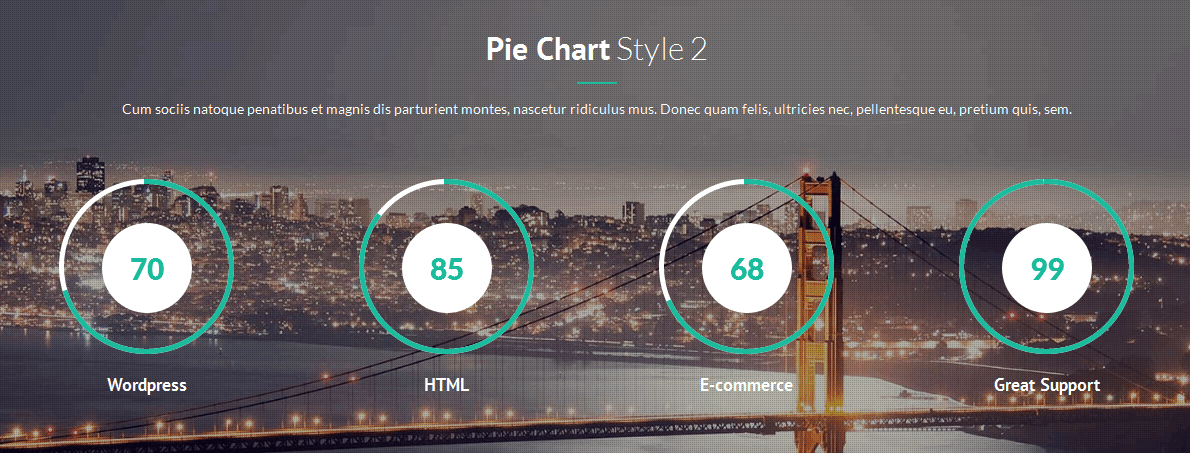 Pie Chart Style 2
Cum sociis natoque penatibus et magnis dis parturient montes, nascetur ridiculus mus. Donec quam felis, ultricies nec, pellentesque eu, pretium quis, sem.
70
85
68
99
Wordpress
HTML
E-commerce
Great Support